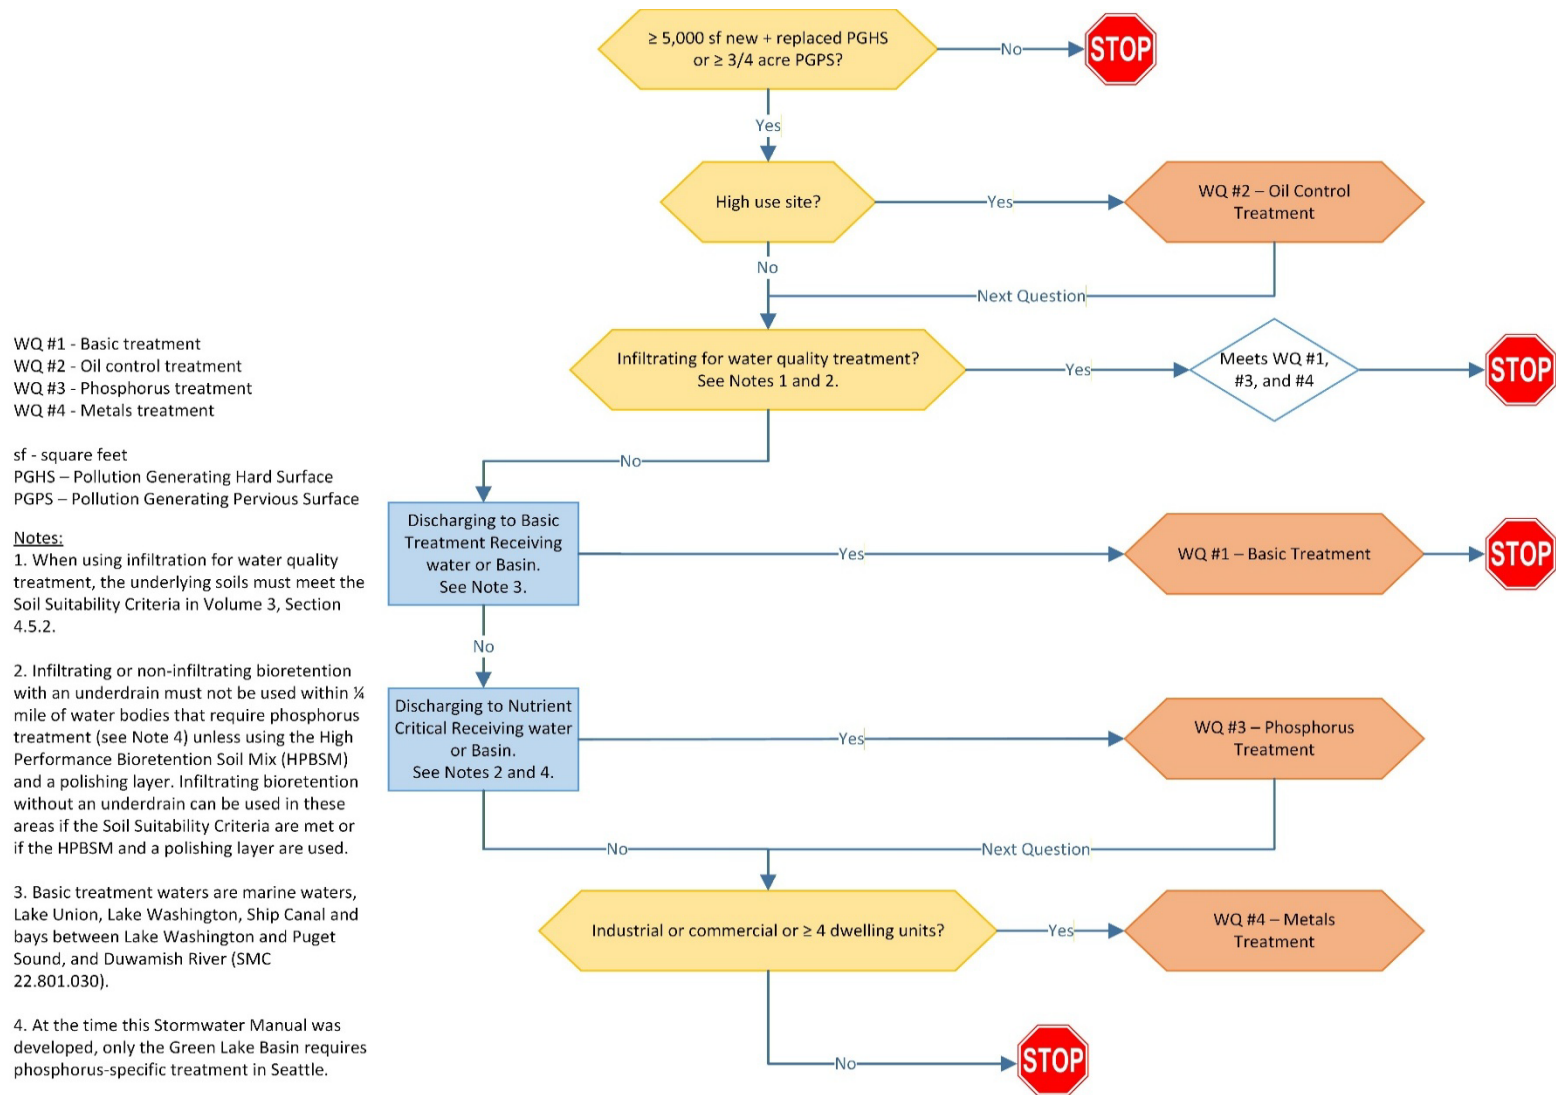 ≥ 5,000 sf new + replaced PGHS
or ≥ 3/4 acre PGPS?
No
STOP
Yes
High use site?
Yes
WQ #2 – Oil Control
Treatment
No
Next Question
WQ #1 - Basic treatment
WQ #2 - Oil control treatment
WQ #3 - Phosphorus treatment
WQ #4 - Metals treatment
sf - square feet
PGHS – Pollution Generating Hard Surface
PGPS – Pollution Generating Pervious Surface
Notes:
1. When using infiltration for water quality
treatment, the underlying soils must meet the
Soil Suitability Criteria in Volume 3, Section
4.5.2.
2. Infiltrating or non-infiltrating bioretention
with an underdrain must not be used within ¼
mile of water bodies that require phosphorus
treatment (see Note 4) unless using the High
Performance Bioretention Soil Mix (HPBSM)
and a polishing layer. Infiltrating bioretention
without an underdrain can be used in these
areas if the Soil Suitability Criteria are met or
if the HPBSM and a polishing layer are used.
3. Basic treatment waters are marine waters,
Lake Union, Lake Washington, Ship Canal and
bays between Lake Washington and Puget
Sound, and Duwamish River (SMC
22.801.030).
4. At the time this Stormwater Manual was
developed, only the Green Lake Basin requires
phosphorus-specific treatment in Seattle.
Infiltrating for water quality treatment?
See Notes 1 and 2.
Yes
Meets WQ #1,
#3, and #4
STOP
No
Discharging to Basic
Treatment Receiving
water or Basin.
See Note 3.
Yes
WQ #1 – Basic Treatment
STOP
No
Discharging to Nutrient
Critical Receiving water
or Basin.
See Notes 2 and 4.
Yes
WQ #3 – Phosphorus
Treatment
No
Next Question
Industrial or commercial or ≥ 4 dwelling units?
Yes
WQ #4 – Metals
Treatment
No
STOP